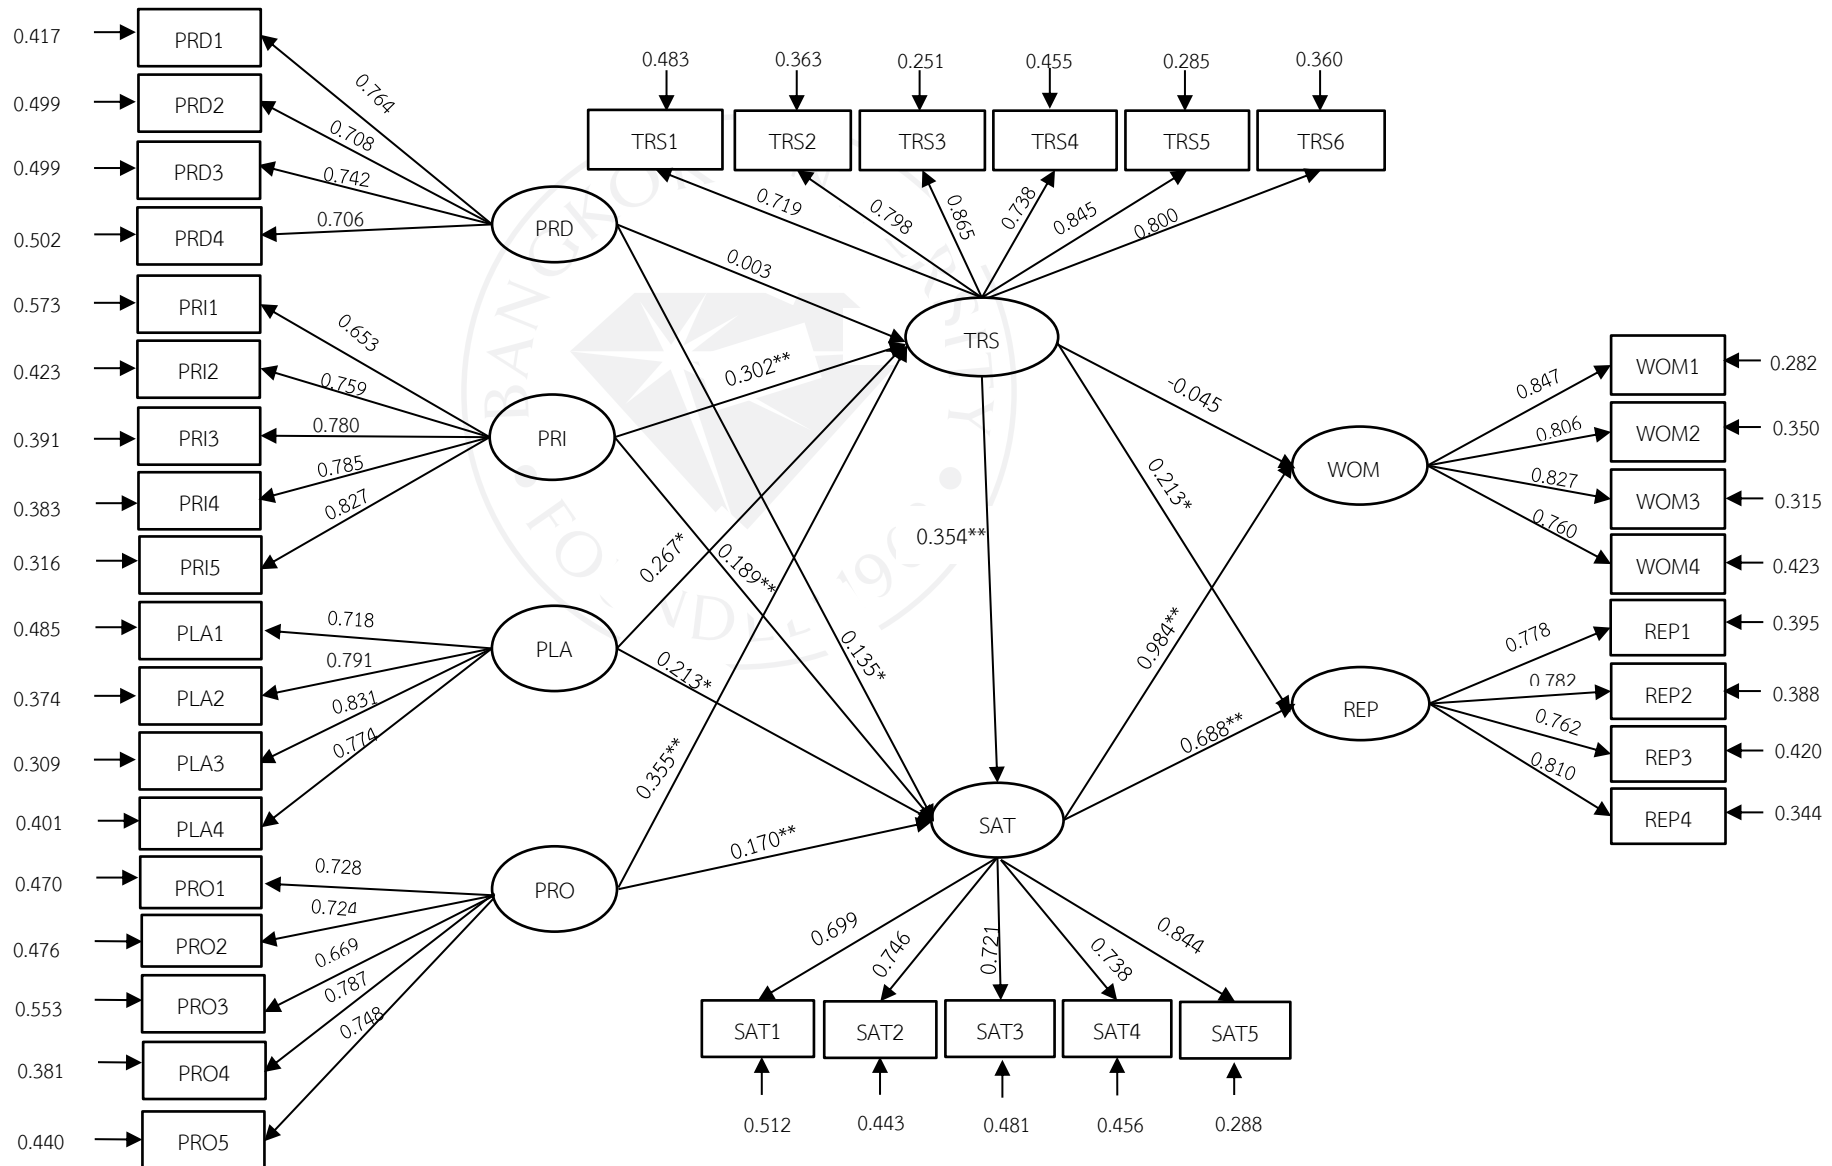 0.417 PRD1
0.764
0.499 PRD2
0.708
0.499 PRD3
0.742
0.502 PRD4
0.706
0.573 PRI1
0.653
0.423 PRI2
0.759
0.391 PRI3
0.780
0.383 PRI4
0.785
0.316 PRI5
0.827
0.485 PLA1
0.718
0.374 PLA2
0.791
0.309 PLA3
0.831
0.401 PLA4
0.774
0.470 PRO1
0.728
0.476 PRO2
0.724
0.553 PRO3
0.669
0.381 PRO4
0.787
0.440 PRO5
0.748
PRD
PRI
PLA
PRO
0.003
0.302**
0.267*
0.189**
0.135*
0.213*
0.355**
0.170**
0.483 0.363 0.251 0.455 0.285 0.360
TRS1 TRS2 TRS3 TRS4 TRS5 TRS6
0.719 0.798 0.865 0.738 0.845 0.800
TRS
-0.045
0.213*
0.354**
0.984**
0.688**
SAT
0.699 0.746 0.721 0.738 0.844
SAT1 SAT2 SAT3 SAT4 SAT5
0.512 0.443 0.481 0.456 0.288
WOM
0.847 WOM1 0.282
0.806 WOM2 0.350
0.827 WOM3 0.315
0.760 WOM4 0.423
REP
0.778 REP1 0.395
0.782 REP2 0.388
0.762 REP3 0.420
0.810 REP4 0.344